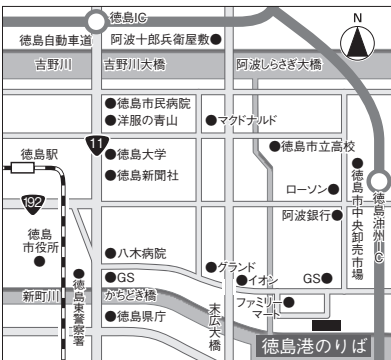 徳島IC
N
徳島自動車道
阿波十郎兵衛屋敷
吉野川
吉野川大橋
阿波しらさぎ大橋
徳島市民病院
洋服の青山
マクドナルド
11
徳島駅
徳島大学
徳島市立高校
徳島新聞社
徳島市中央卸売市場
ローソン
徳島沖洲IC
192
阿波銀行
徳島
市役所
八木病院
グランド
GS
イオン
GS
新町川
かちどき橋
徳島東警察署
末広大橋
ファミリー
マート
徳島県庁
徳島港のりば